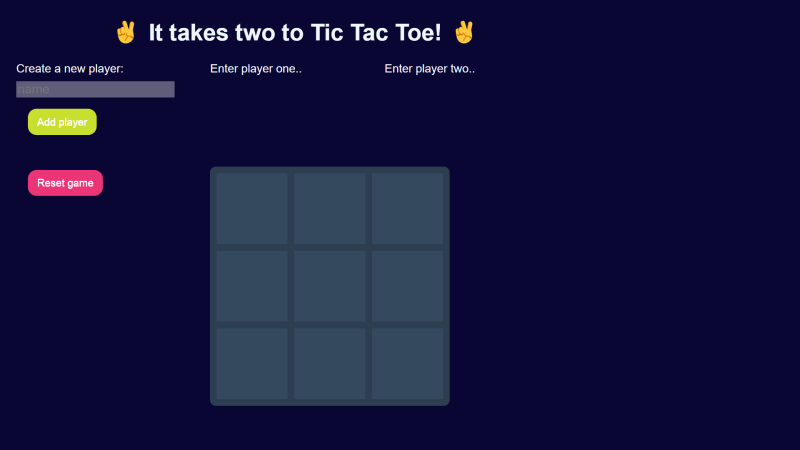 ✌ It takes two to Tic Tac Toe! ✌
Create a new player:
Enter player one..
Enter player two..
name
Add player
Reset game